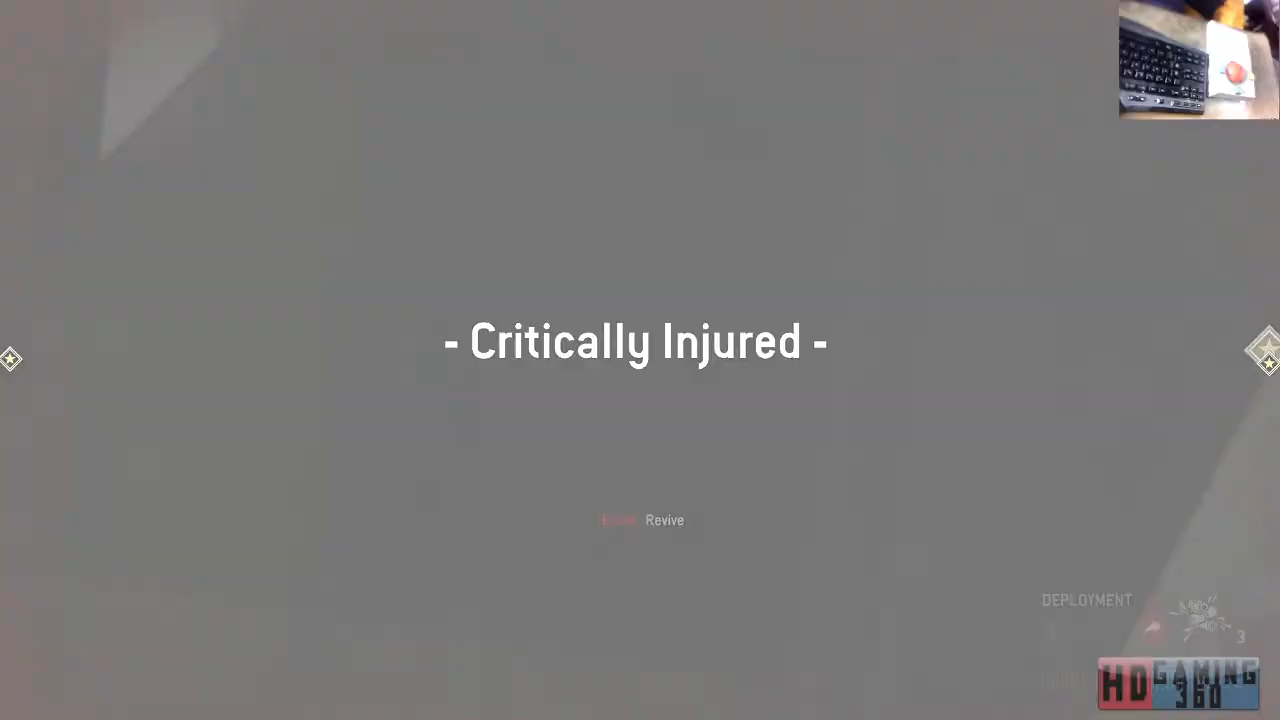 - Critically Injured -
Revive
DEPLOYMENT
3
HD GAMING
360